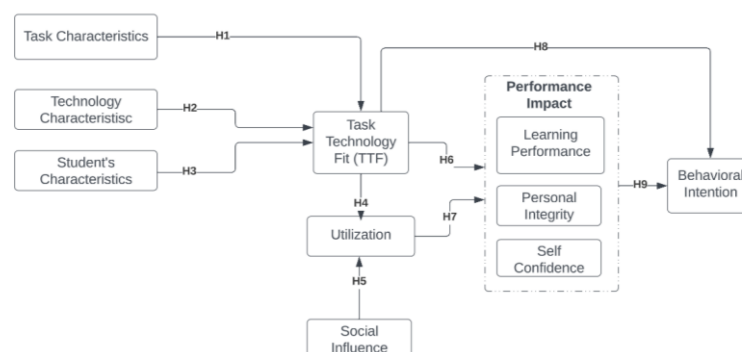 Task Characteristics
H1
H8
Performance
Impact
Technology
Characteristisc
H2
Task
Technology
Fit (TTF)
Learning
Performance
Student's
Characteristics
H3
H6
Behavioral
Intention
H9
H4
H7
Personal
Integrity
Utilization
Self
Confidence
H5
Social
Influence